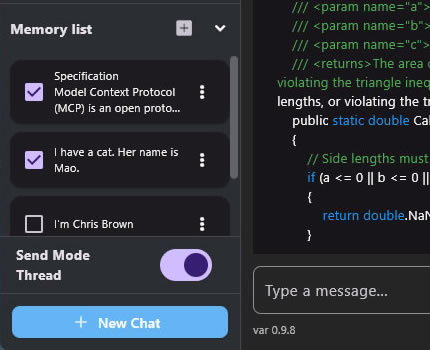 Memory list
Specification
Model Context Protocol
(MCP) is an open proto...
I have a cat. Her name is
Mao.
I'm Chris Brown
Send Mode
Thread
+ New Chat
/// <param name="a">
/// <param name="b">
/// <param name="c">
/// <returns>The area o
violating the triangle ineq
lengths, or violating the tr
public static double Cal
{
// Side lengths must
if (a <= 0 || b <= 0 ||
{
return double.NaN
}
Type a message...
var 0.9.8